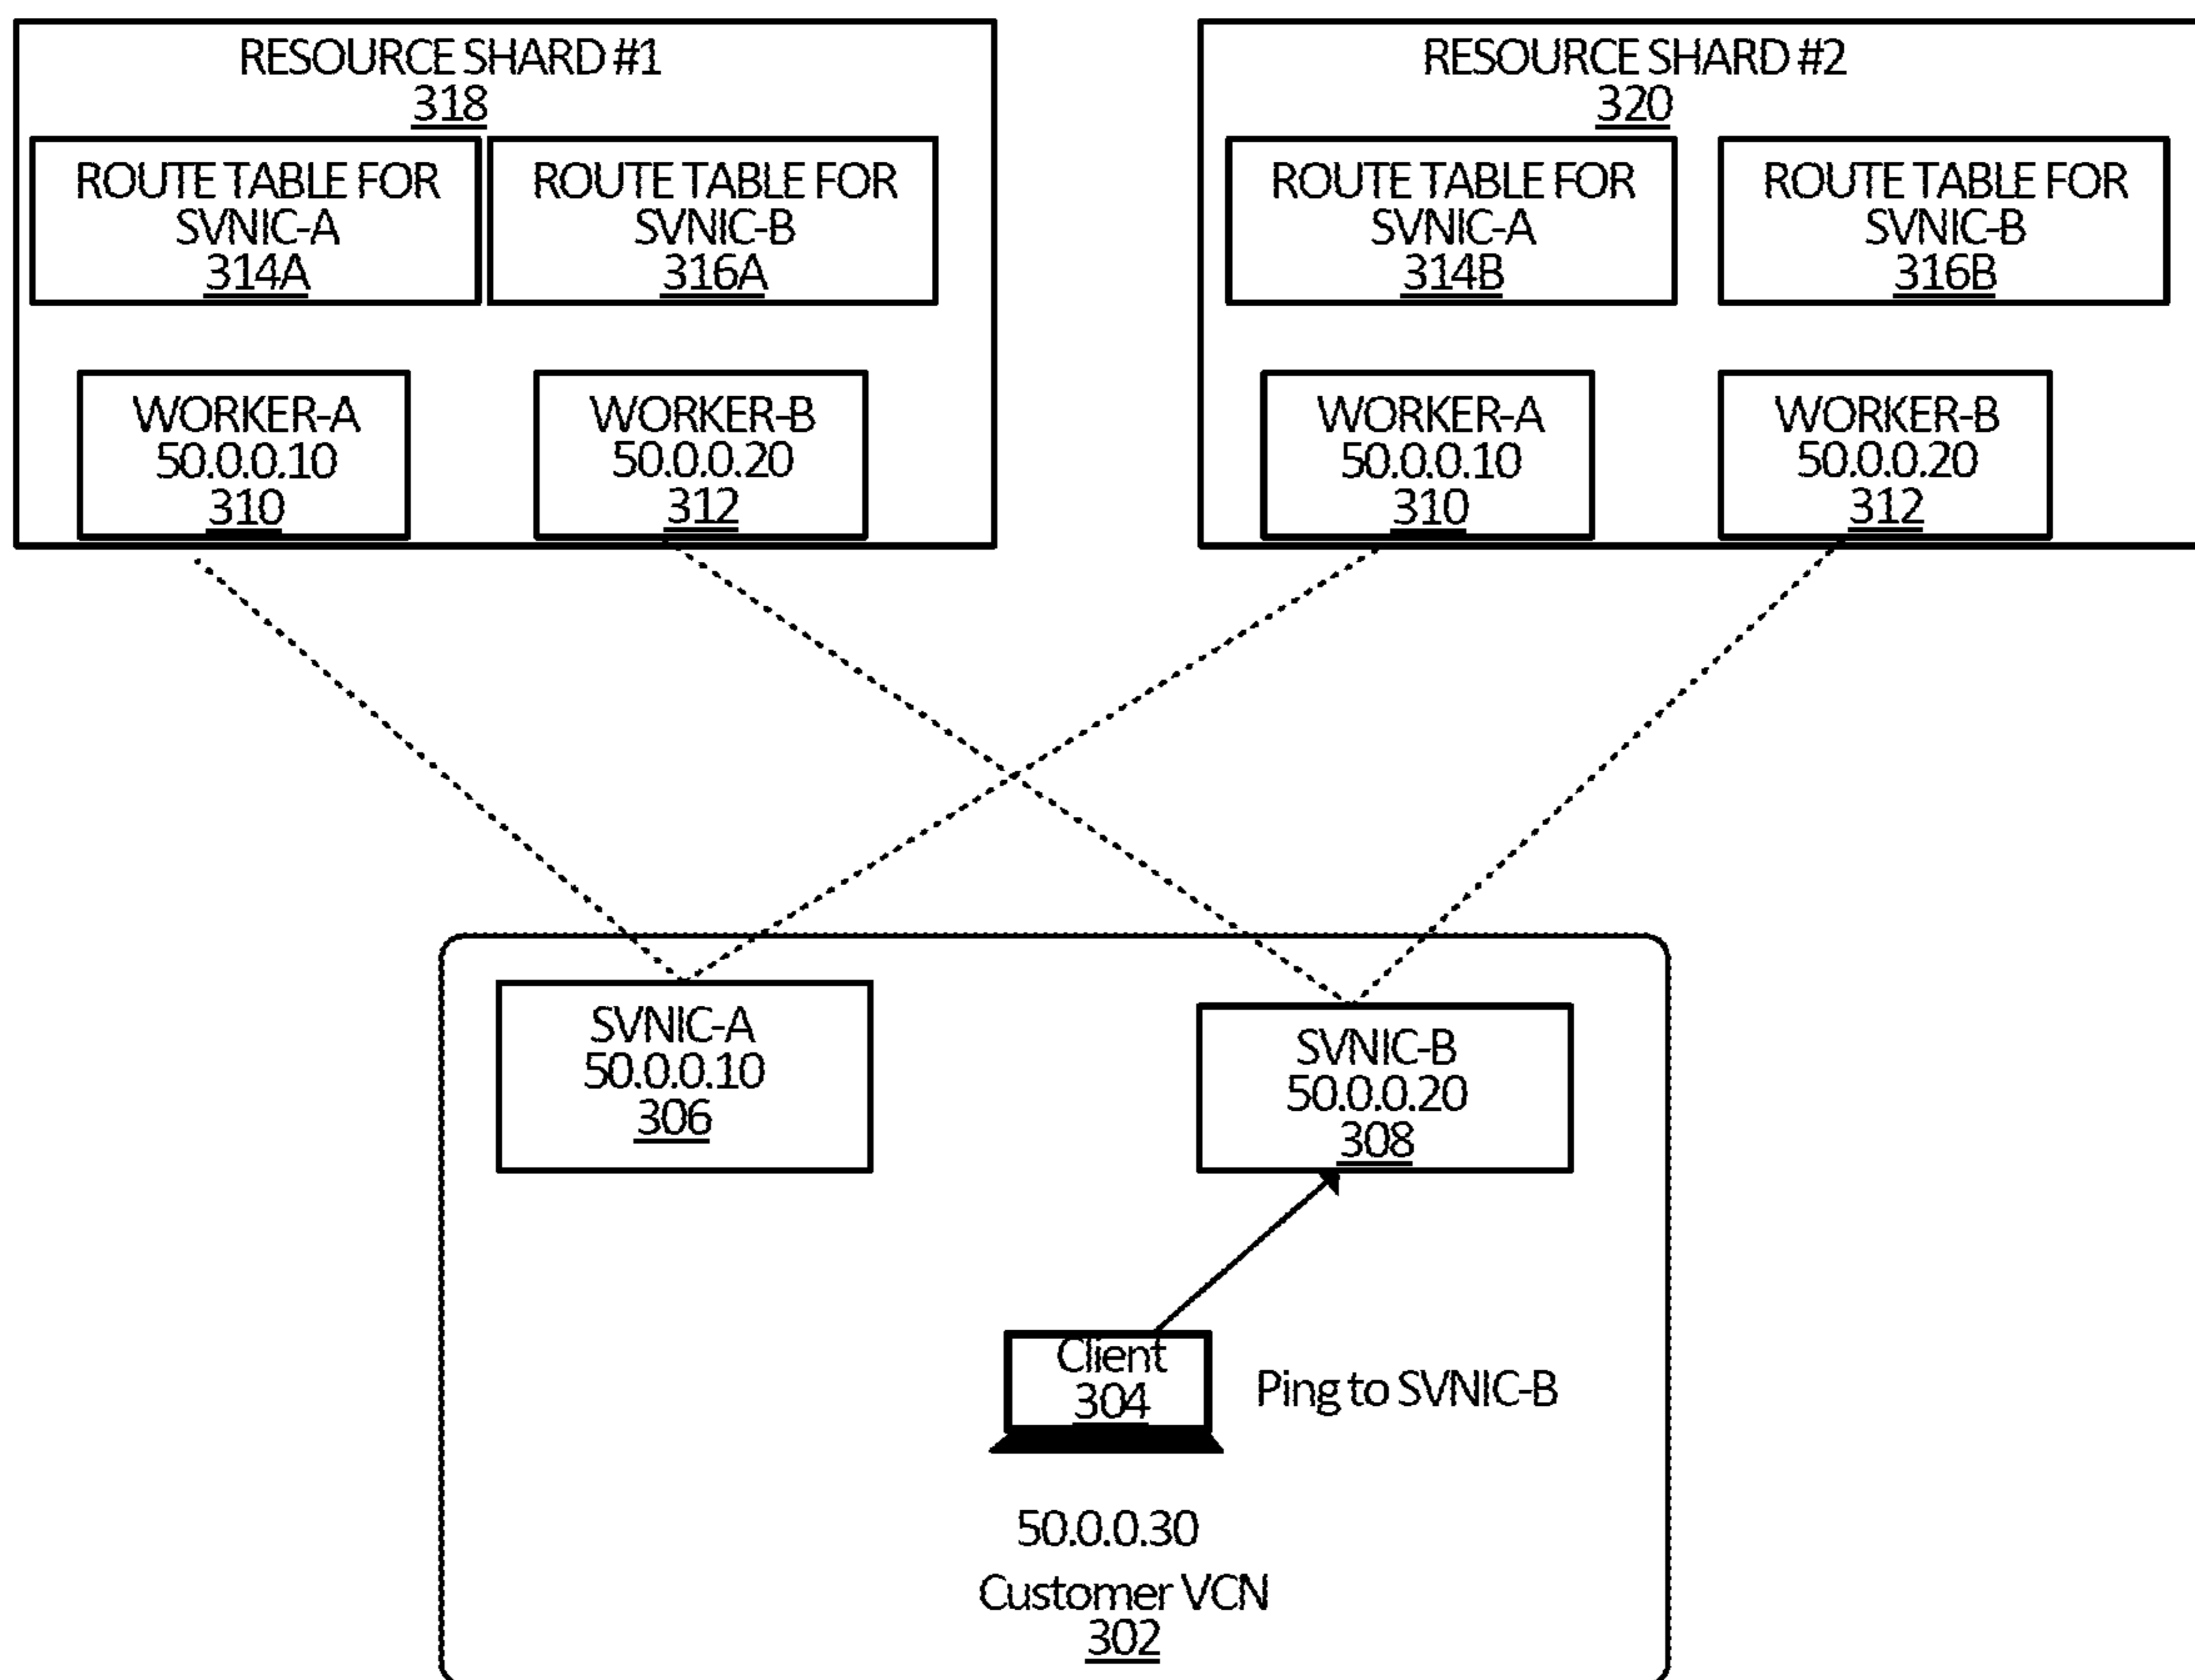 RESOURCE SHARD #1
318
ROUTE TABLE FOR
SVNIC-A
314A
ROUTE TABLE FOR
SVNIC-B
316A
WORKER-A
50.0.0.10
310
WORKER-B
50.0.0.20
312
RESOURCE SHARD #2
320
ROUTE TABLE FOR
SVNIC-A
314B
ROUTE TABLE FOR
SVNIC-B
316B
WORKER-A
50.0.0.10
310
WORKER-B
50.0.0.20
312
SVNIC-A
50.0.0.10
306
SVNIC-B
50.0.0.20
308
Client
304
Ping to SVNIC-B
50.0.0.30
Customer VCN
302